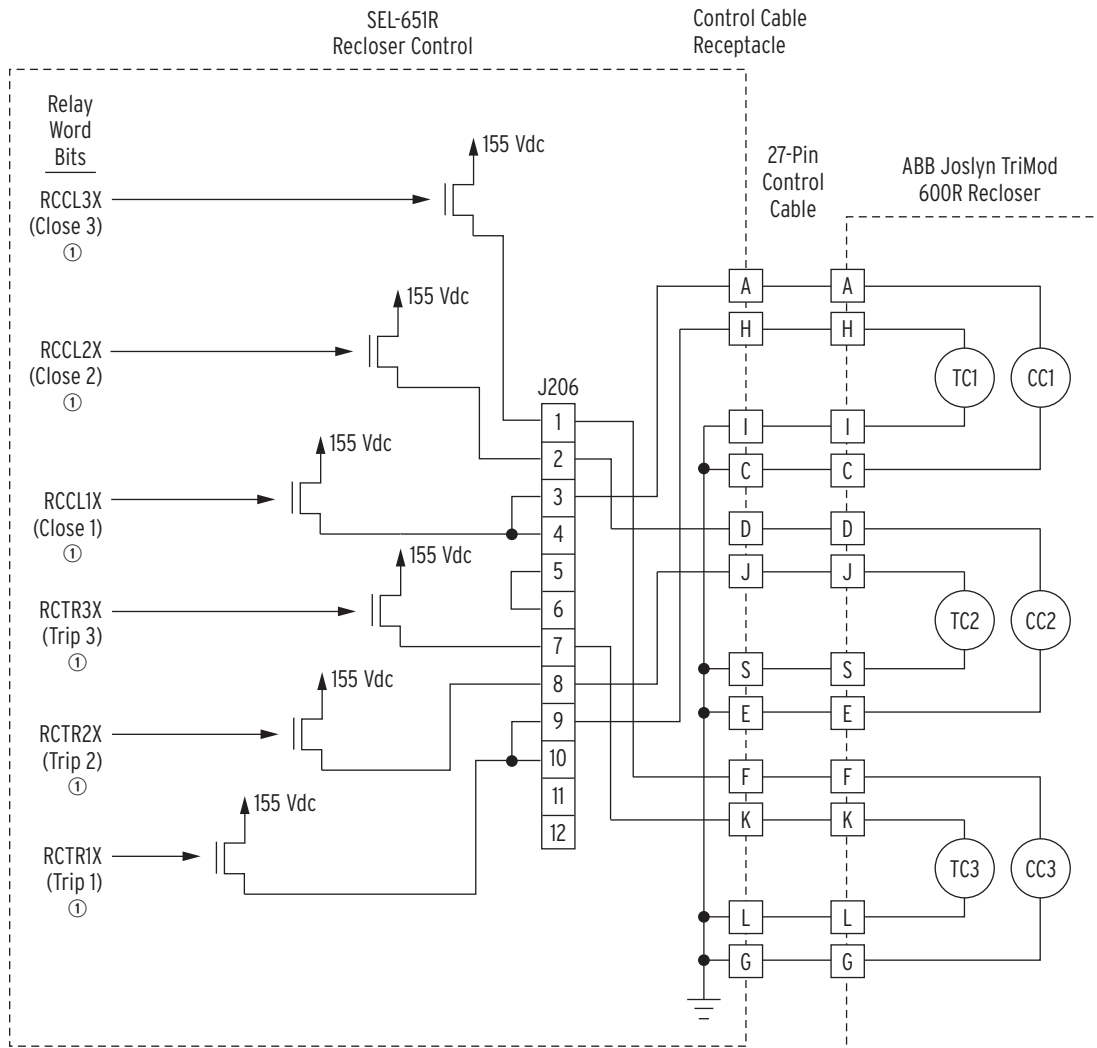 SEL-651R
Recloser Control
Control Cable
Receptacle
Relay
Word
Bits
155 Vdc
27-Pin
Control
Cable
ABB Joslyn TriMod
600R Recloser
RCCL3X
(Close 3)
①
155 Vdc
RCCL2X
(Close 2)
①
155 Vdc
RCCL1X
(Close 1)
①
155 Vdc
RCTR3X
(Trip 3)
①
155 Vdc
RCTR2X
(Trip 2)
①
155 Vdc
RCTR1X
(Trip 1)
①
J206
1
2
3
4
5
6
7
8
9
10
11
12
A A
H H
TC1 CC1
I I
C C
D D
J J
TC2 CC2
S S
E E
F F
K K
TC3 CC3
L L
G G